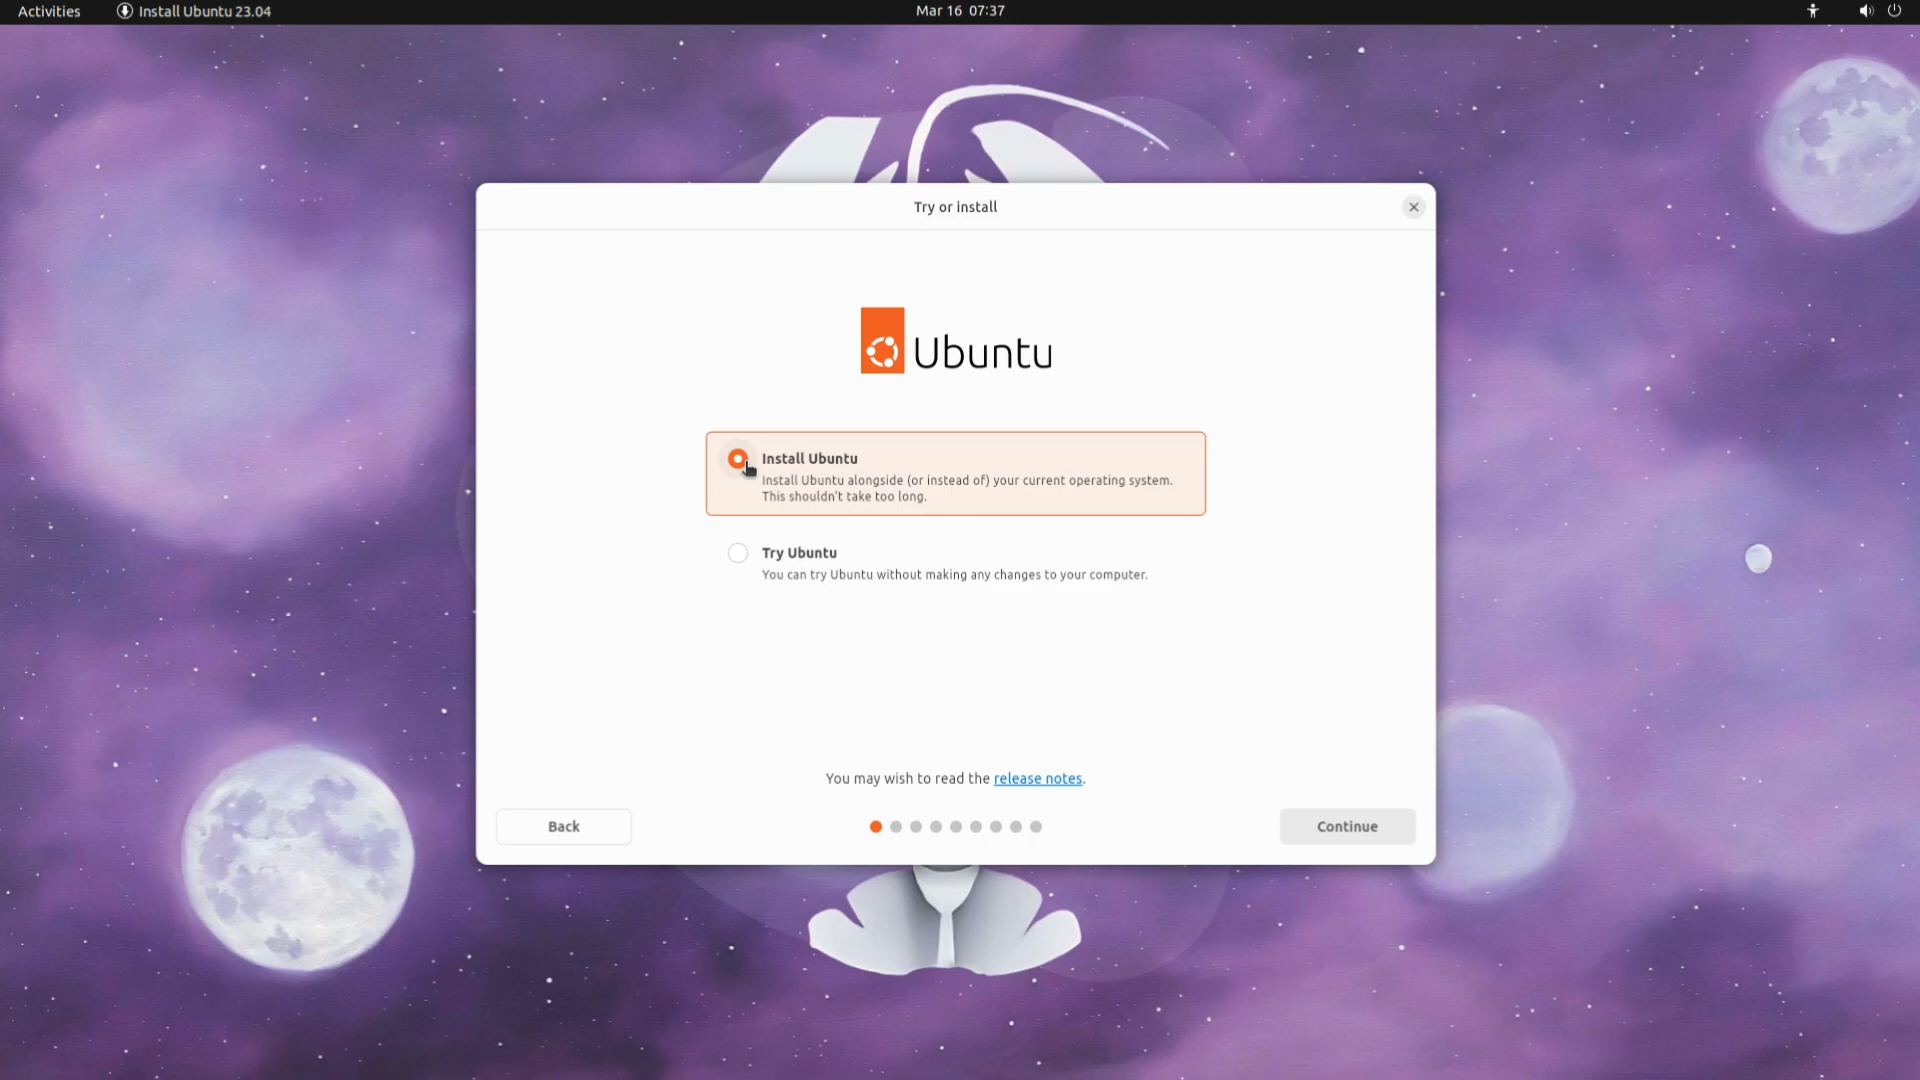 Activities
Install Ubuntu 23.04
Mar 16 07:37
Try or install
Ubuntu
Install Ubuntu
Install Ubuntu alongside (or instead of) your current operating system.
This shouldn't take too long.
Try Ubuntu
You can try Ubuntu without making any changes to your computer.
You may wish to read the release notes.
Back
Continue